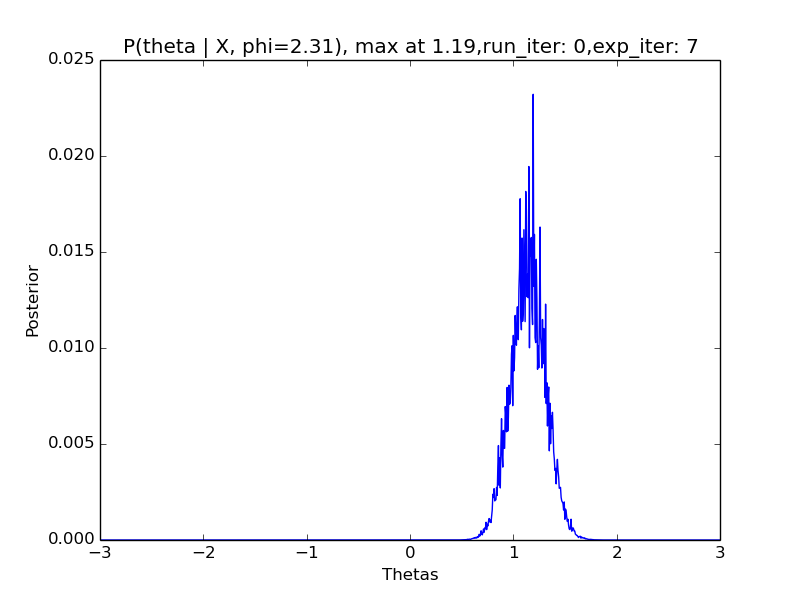 P(theta | X, phi=2.31), max at 1.19,run_iter: 0,exp_iter: 7
0.025
0.020
0.015
0.010
0.005
0.000
Posterior
−3 −2 −1 0 1 2 3
Thetas